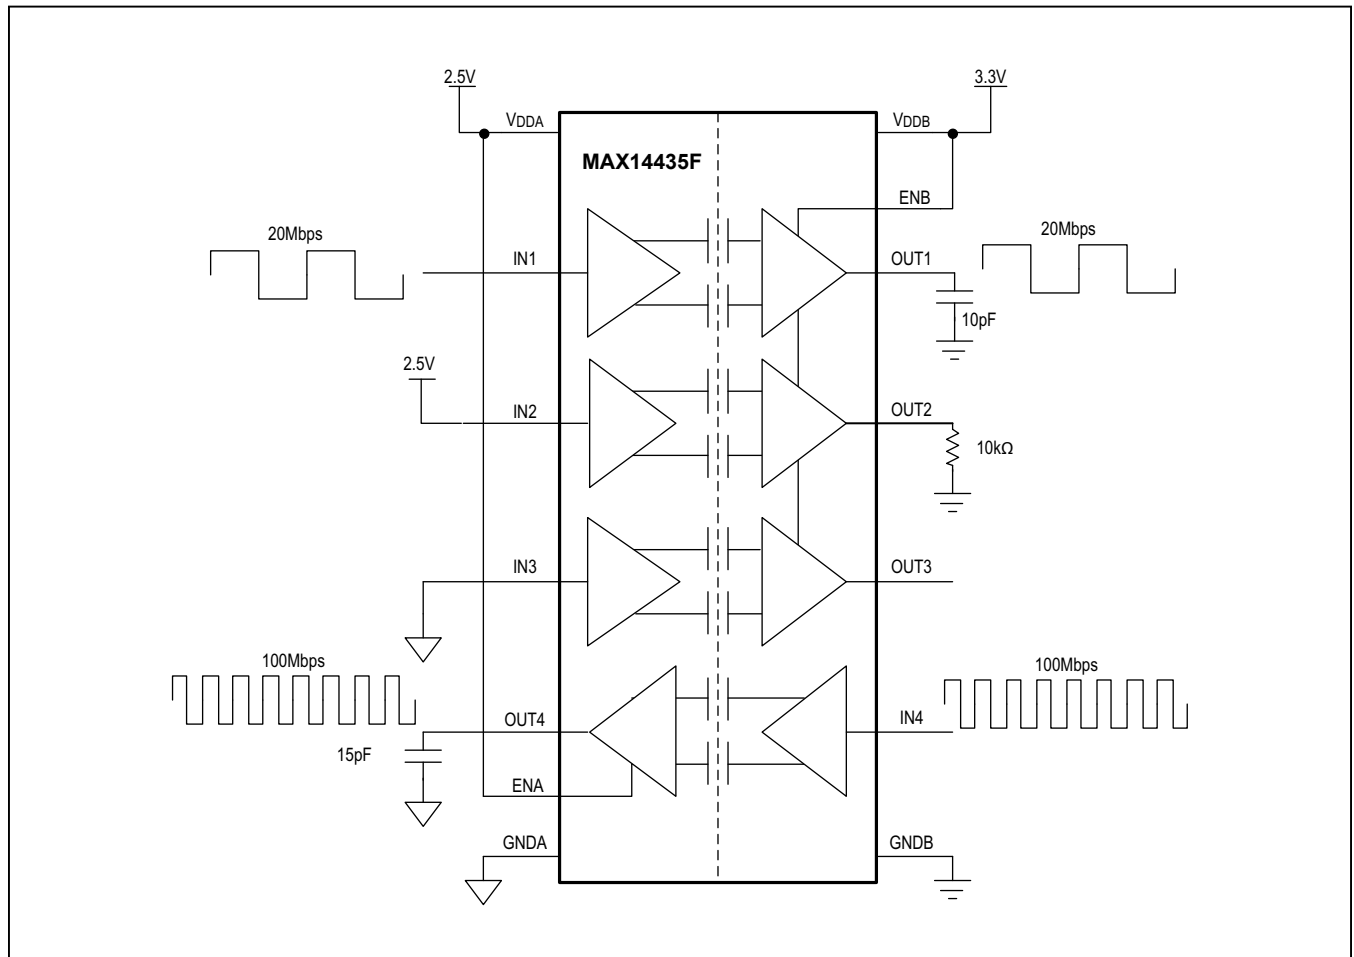 2.5V
3.3V
VDDA
VDDB
MAX14435F
ENB
20Mbps
IN1
OUT1
20Mbps
10pF
2.5V
IN2
OUT2
10kΩ
IN3
OUT3
100Mbps
100Mbps
OUT4
IN4
15pF
ENA
GNDA
GNDB